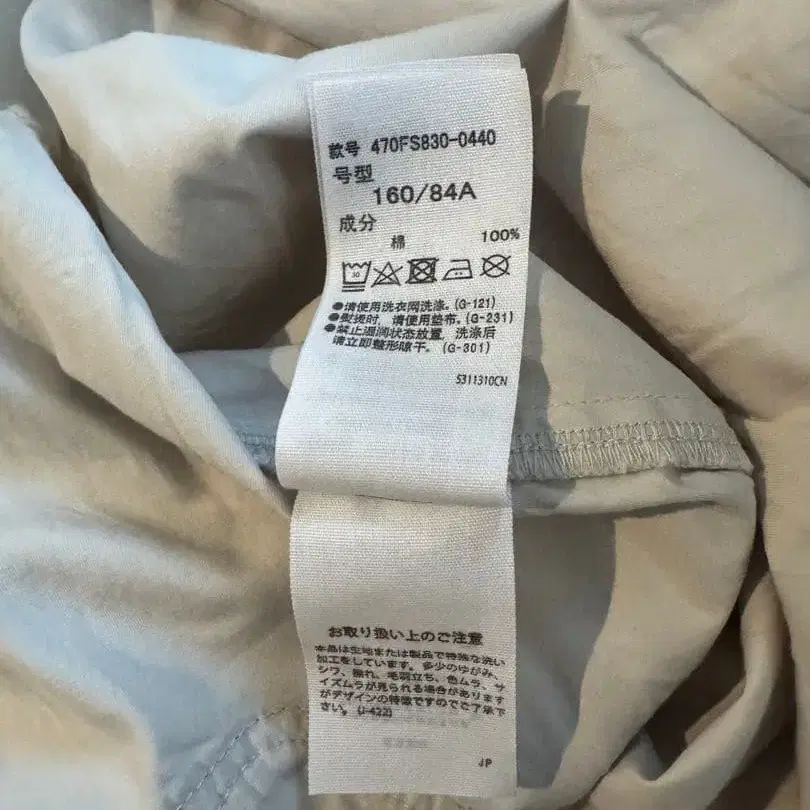 款号 470FS830-0440
号型
160/84A
成分
棉 100%
30
●请使用洗衣网洗涤。(G-121)
●熨烫时，请使用垫布。(G-231)
●禁止湿润状态放置，洗涤后
请立即整形晾干。(G-301)
5311310CN
お取り扱い上のご注意
本品は生地または製品で特殊な洗い
加工をしています。多少のゆがみ、
シワ、擦れ、毛羽立ち、色ムラ、サ
イズムラが見られる場合があります
がデザインの特徴ですのでご了承下
さい。(J-422)
JP